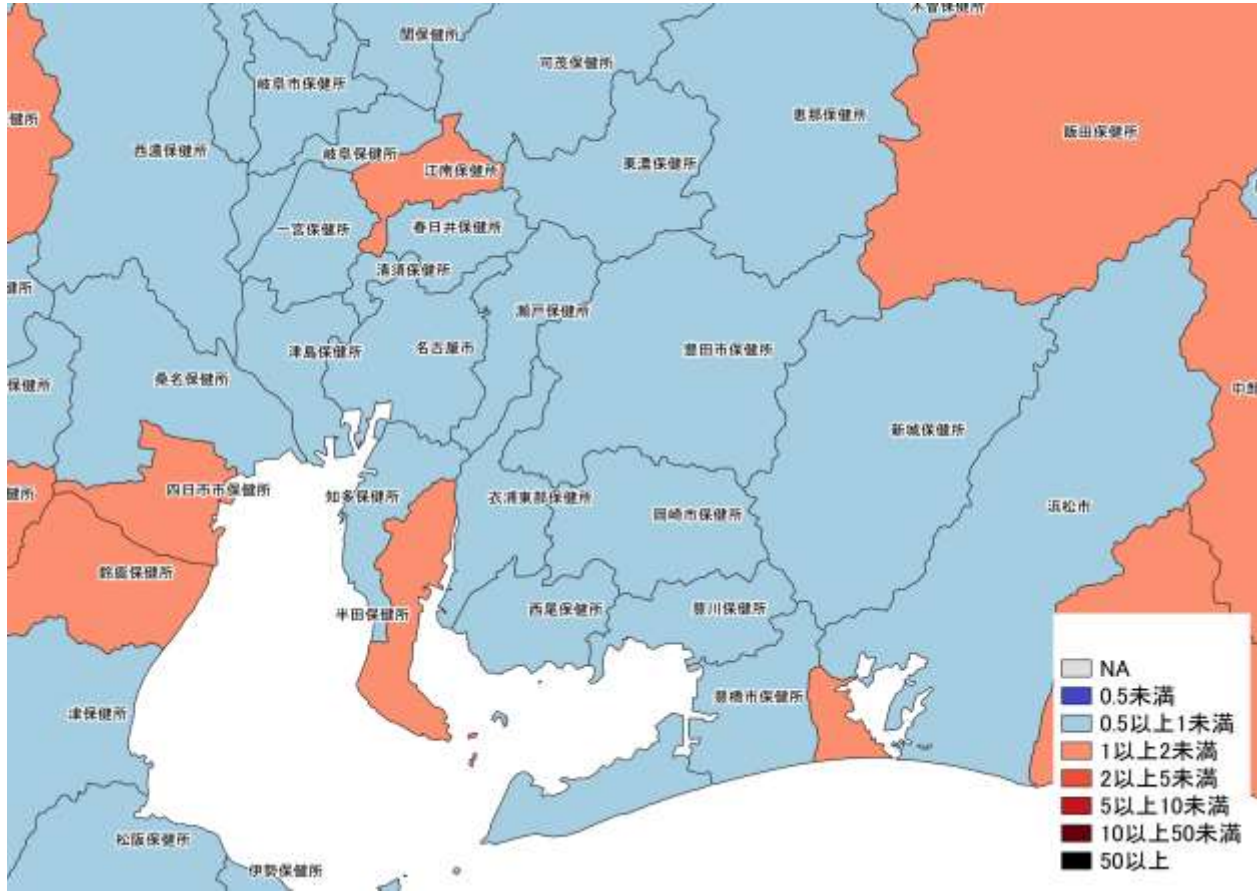 木曽保健所
関保健所
可茂保健所
岐阜市保健所
恵那保健所
健所
飯田保健所
西濃保健所
岐阜保健所
江南保健所
東濃保健所
一宮保健所
春日井保健所
清須保健所
健所
瀬戸保健所
津島保健所
名古屋市
豊田市保健所
保健所
桑名保健所
新城保健所
四日市市保健所
健所
知多保健所
衣浦東部保健所
岡崎市保健所
浜松市
鈴鹿保健所
半田保健所
西尾保健所
豊川保健所
豊橋市保健所
津保健所
松阪保健所
伊勢保健所
NA
0.5未満
0.5以上1未満
1以上2未満
2以上5未満
5以上10未満
10以上50未満
50以上